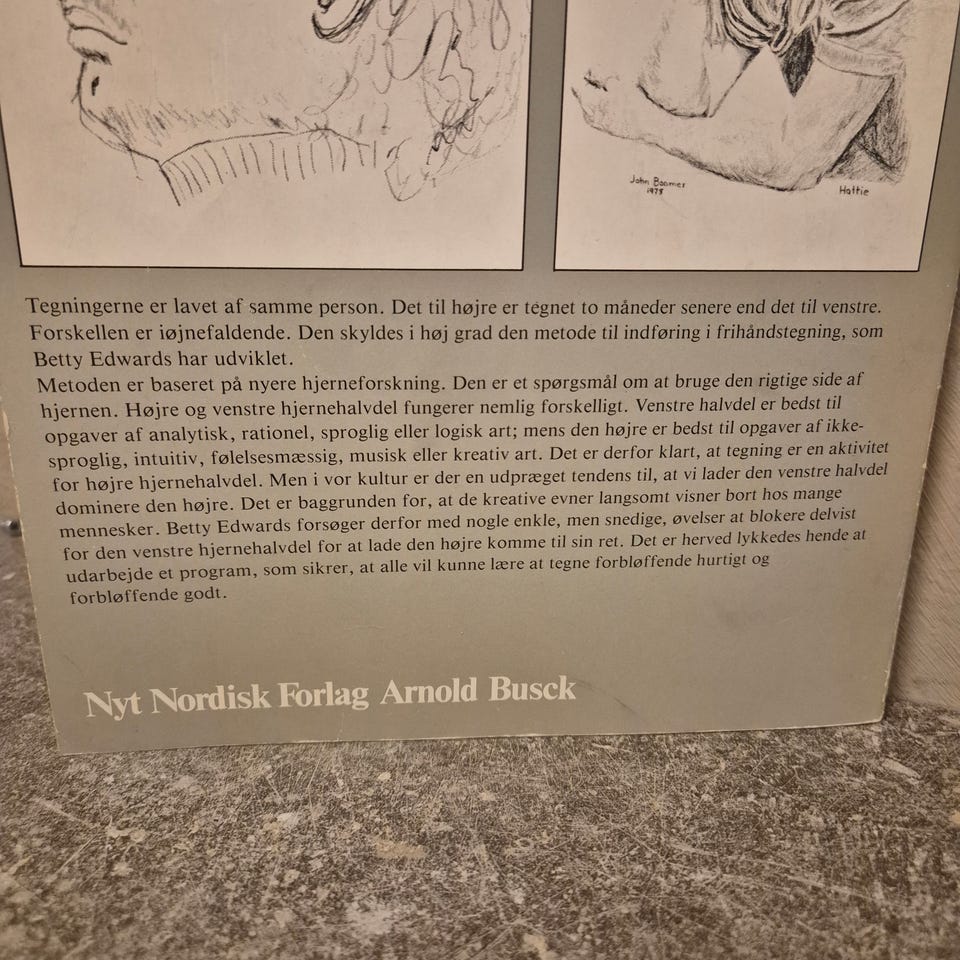 John Boomer
1978
Hattie
Tegningerne er lavet af samme person. Det til højre er tegnet to måneder senere end det til venstre.
Forskellen er iøjnefaldende. Den skyldes i høj grad den metode til indføring i frihåndstegning, som
Betty Edwards har udviklet.
Metoden er baseret på nyere hjerneforskning. Den er et spørgsmål om at bruge den rigtige side af
hjernen. Højre og venstre hjernehalvdel fungerer nemlig forskelligt. Venstre halvdel er bedst til
opgaver af analytisk, rationel, sproglig eller logisk art; mens den højre er bedst til opgaver af ikke-
sproglig, intuitiv, følelsesmæssig, musisk eller kreativ art. Det er derfor klart, at tegning er en aktivitet
for højre hjernehalvdel. Men i vor kultur er der en udpræget tendens til, at vi lader den venstre halvdel
dominere den højre. Det er baggrunden for, at de kreative evner langsomt visner bort hos mange
mennesker. Betty Edwards forsøger derfor med nogle enkle, men snedige, øvelser at blokere delvist
for den venstre hjernehalvdel for at lade den højre komme til sin ret. Det er herved lykkedes hende at
udarbejde et program, som sikrer, at alle vil kunne lære at tegne forbløffende hurtigt og
forbløffende godt.
Nyt Nordisk Forlag Arnold Busck